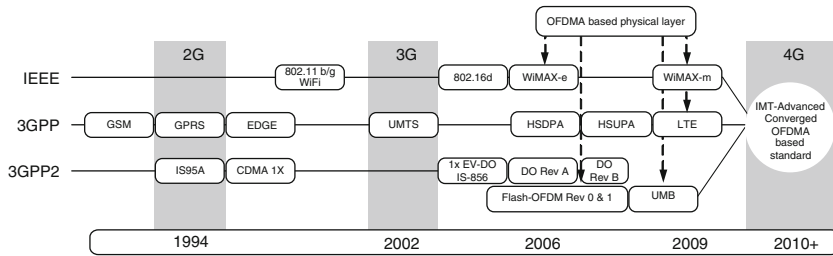 OFDMA based physical layer
2G
3G
4G
IEEE
802.11 b/g
WiFi
802.16d
WiMAX-e
WiMAX-m
3GPP
GSM
GPRS
EDGE
UMTS
HSDPA
HSUPA
LTE
IMT-Advanced
Converged
OFDMA
based
standard
3GPP2
IS95A
CDMA 1X
1x EV-DO
IS-856
DO Rev A
DO
Rev B
Flash-OFDM Rev 0 & 1
UMB
1994
2002
2006
2009
2010+